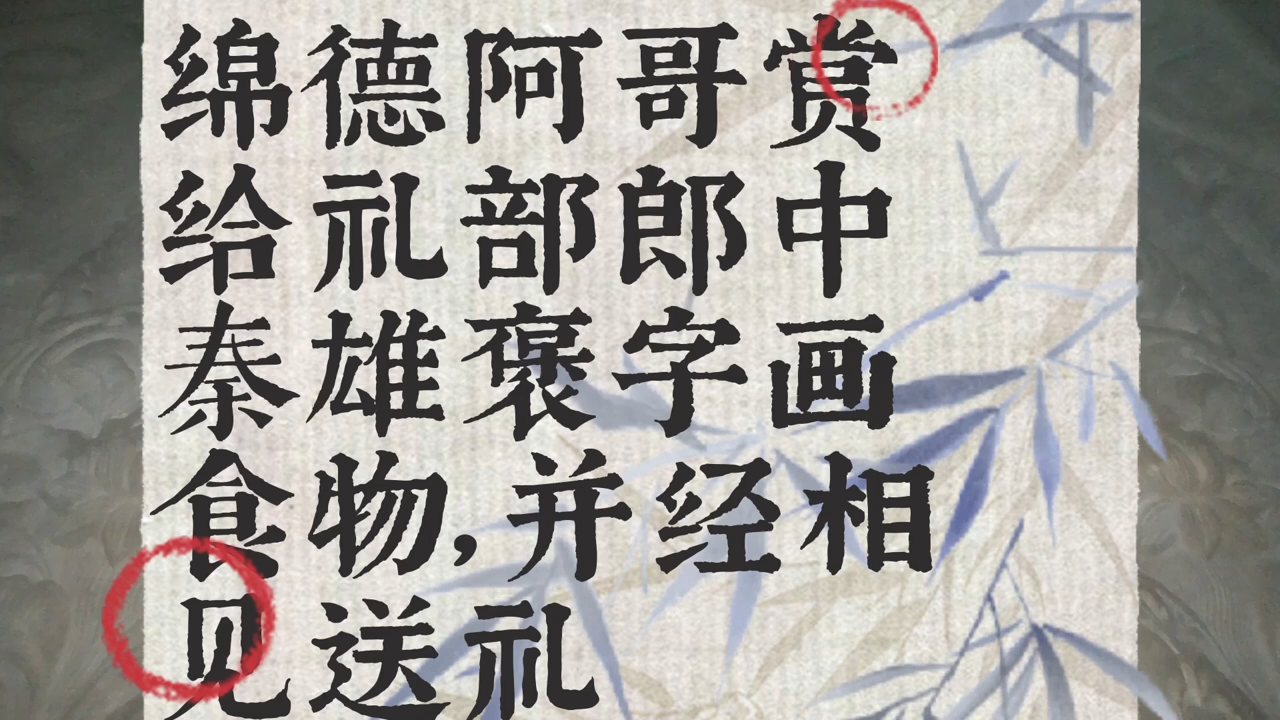 绵德阿哥赏
给礼部郎中
秦雄褒字画
食物,并经相
见送礼